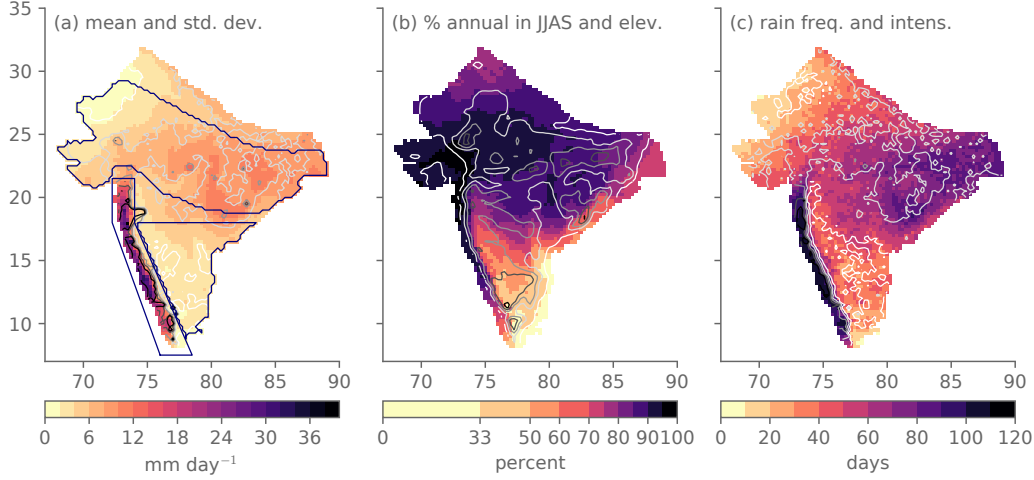 (a) mean and std. dev.
(b) % annual in JJAS and elev.
(c) rain freq. and intens.
35
30
25
20
15
10
70 75 80 85 90
70 75 80 85 90
70 75 80 85 90
0 6 12 18 24 30 36
0 33 50 60 70 80 90 100
0 20 40 60 80 100 120
mm day⁻¹
percent
days